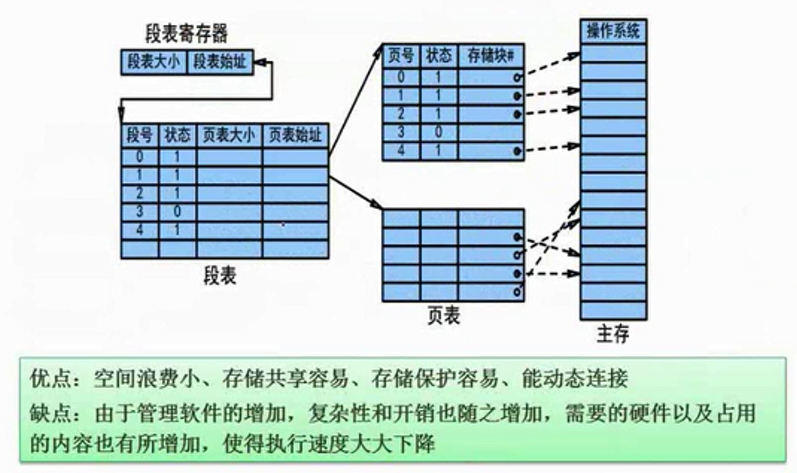 段表寄存器
段表大小 段表始址
段号 状态 页表大小 页表始址
0 1
1 1
2 1
3 0
4 1
段表
页号 状态 存储块#
0 1
1 1
2 1
3 0
4 1
页表
操作系统
主存
优点：空间浪费小、存储共享容易、存储保护容易、能动态连接
缺点：由于管理软件的增加，复杂性和开销也随之增加，需要的硬件以及占用
的内容也有所增加，使得执行速度大大下降